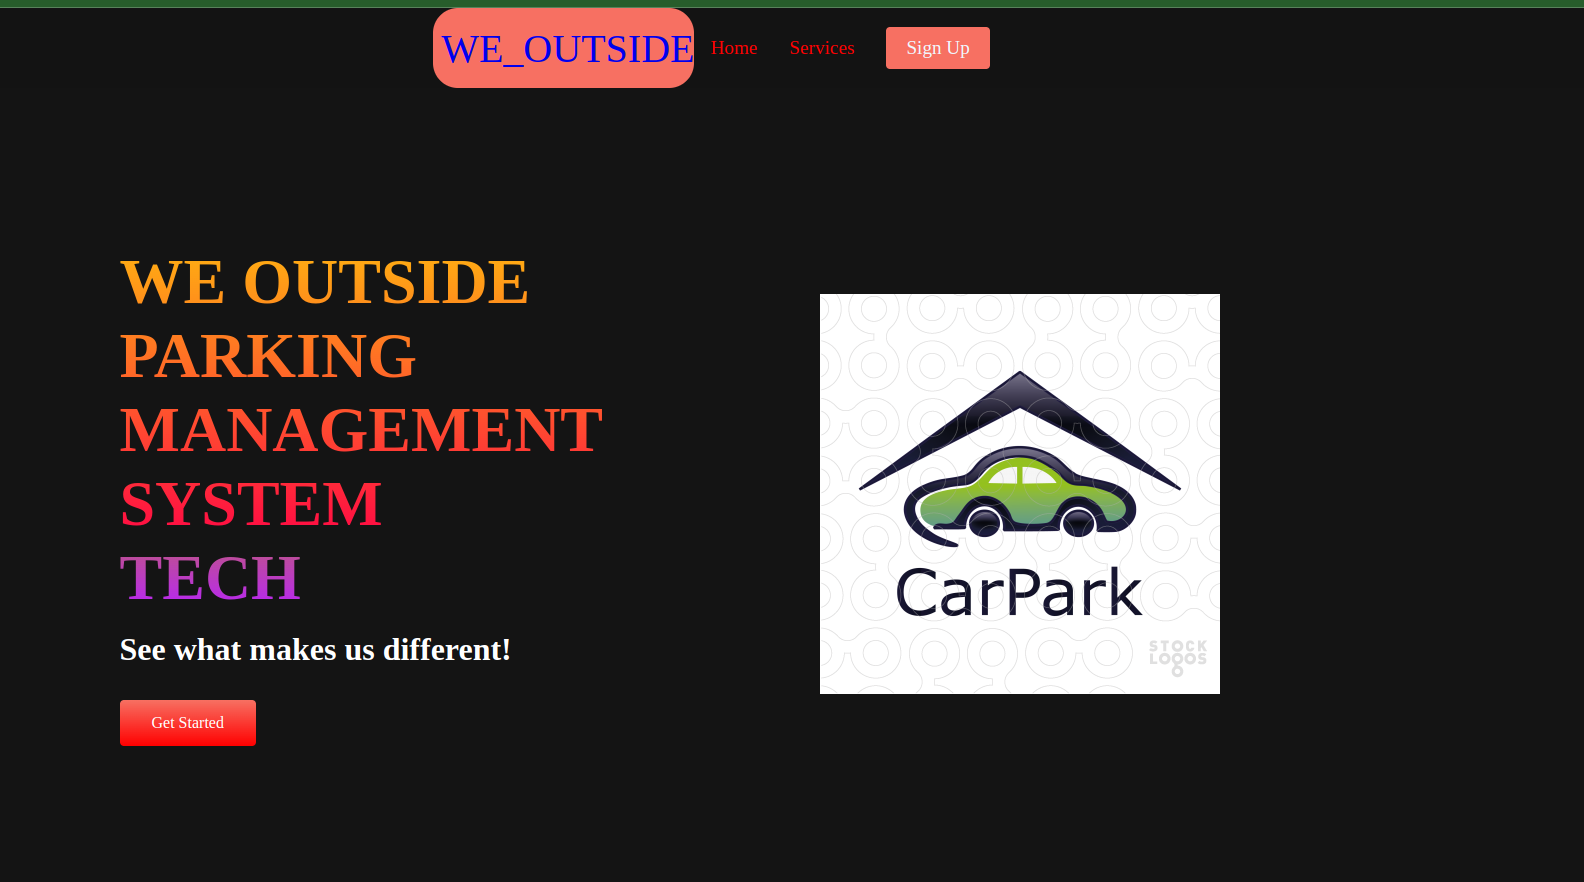 WE_OUTSIDE Home Services Sign Up
WE OUTSIDE
PARKING
MANAGEMENT
SYSTEM
TECH
See what makes us different!
Get Started
CarPark
STOCK
LOGOS